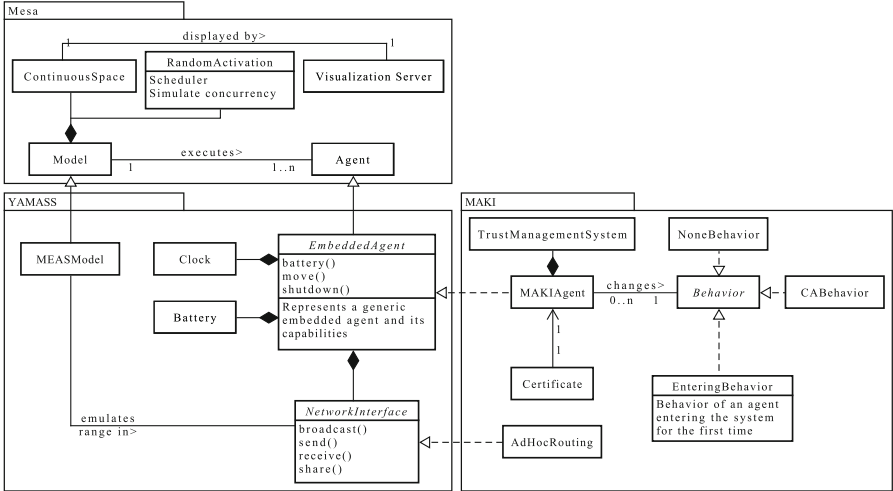 Mesa
displayed by>
1
1
ContinuousSpace
RandomActivation
Scheduler
Simulate concurrency
Visualization Server
Model
executes>
1
1..n
Agent
YAMASS
MEASModel
Clock
Battery
EmbeddedAgent
battery()
move()
shutdown()
Represents a generic
embedded agent and its
capabilities
emulates
range in>
NetworkInterface
broadcast()
send()
receive()
share()
MAKI
TrustManagementSystem
NoneBehavior
MAKIAgent
changes>
0..n
1
Behavior
CABehavior
1
1
Certificate
EnteringBehavior
Behavior of an agent
entering the system
for the first time
AdHocRouting